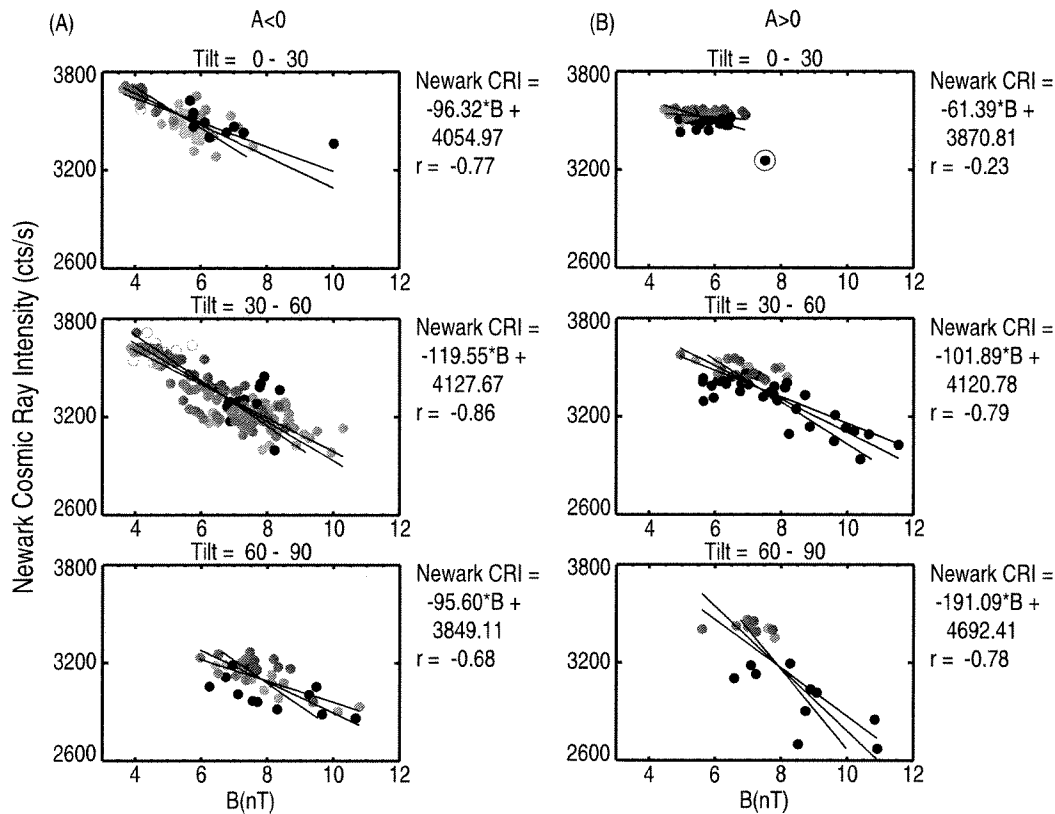 (A)
A<0
Tilt = 0 - 30
3800
3200
2600
4 6 8 10 12
Newark CRI =
-96.32*B +
4054.97
r = -0.77
Tilt = 30 - 60
3800
3200
2600
4 6 8 10 12
Newark CRI =
-119.55*B +
4127.67
r = -0.86
Tilt = 60 - 90
3800
3200
2600
4 6 8 10 12
B(nT)
Newark CRI =
-95.60*B +
3849.11
r = -0.68
Newark Cosmic Ray Intensity (cts/s)
(B)
A>0
Tilt = 0 - 30
3800
3200
2600
4 6 8 10 12
Newark CRI =
-61.39*B +
3870.81
r = -0.23
Tilt = 30 - 60
3800
3200
2600
4 6 8 10 12
Newark CRI =
-101.89*B +
4120.78
r = -0.79
Tilt = 60 - 90
3800
3200
2600
4 6 8 10 12
B(nT)
Newark CRI =
-191.09*B +
4692.41
r = -0.78